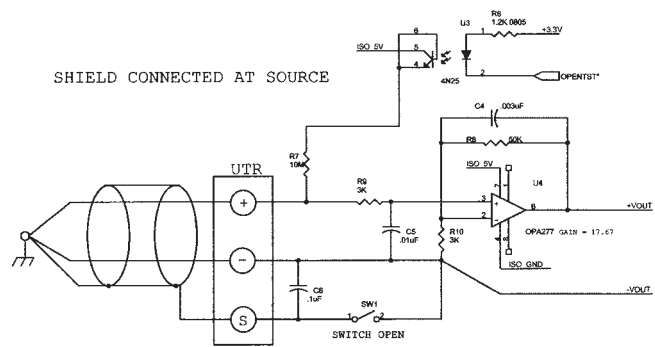 U3
R6
1.2K 0805
+3.3V
6
ISO 5V
5
4
1
2
4N25
OPENTST*
SHIELD CONNECTED AT SOURCE
C4
.003uF
R8
50K
R7
10M
UTR
ISO 5V
U4
R9
3K
+
7
1
3
+
2
-
6
+VOUT
OPA277 GAIN = 17.67
4
8
C5
.01uF
R10
3K
-
ISO GND
C6
.1uF
SW1
1
2
-VOUT
S
SWITCH OPEN